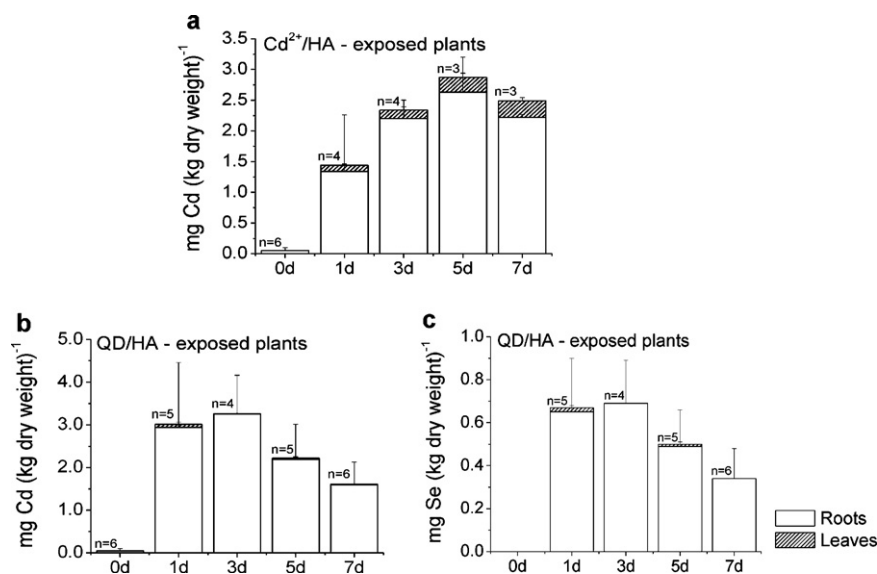 a
Cd²⁺/HA - exposed plants
mg Cd (kg dry weight)⁻¹
3.5
3.0
2.5
2.0
1.5
1.0
0.5
0.0
n=6
n=4
n=4
n=3
n=3
0d 1d 3d 5d 7d
b
QD/HA - exposed plants
mg Cd (kg dry weight)⁻¹
5.0
4.0
3.0
2.0
1.0
0.0
n=6
n=5
n=4
n=5
n=6
0d 1d 3d 5d 7d
c
QD/HA - exposed plants
mg Se (kg dry weight)⁻¹
1.0
0.8
0.6
0.4
0.2
0.0
n=5
n=4
n=5
n=6
0d 1d 3d 5d 7d
Roots
Leaves